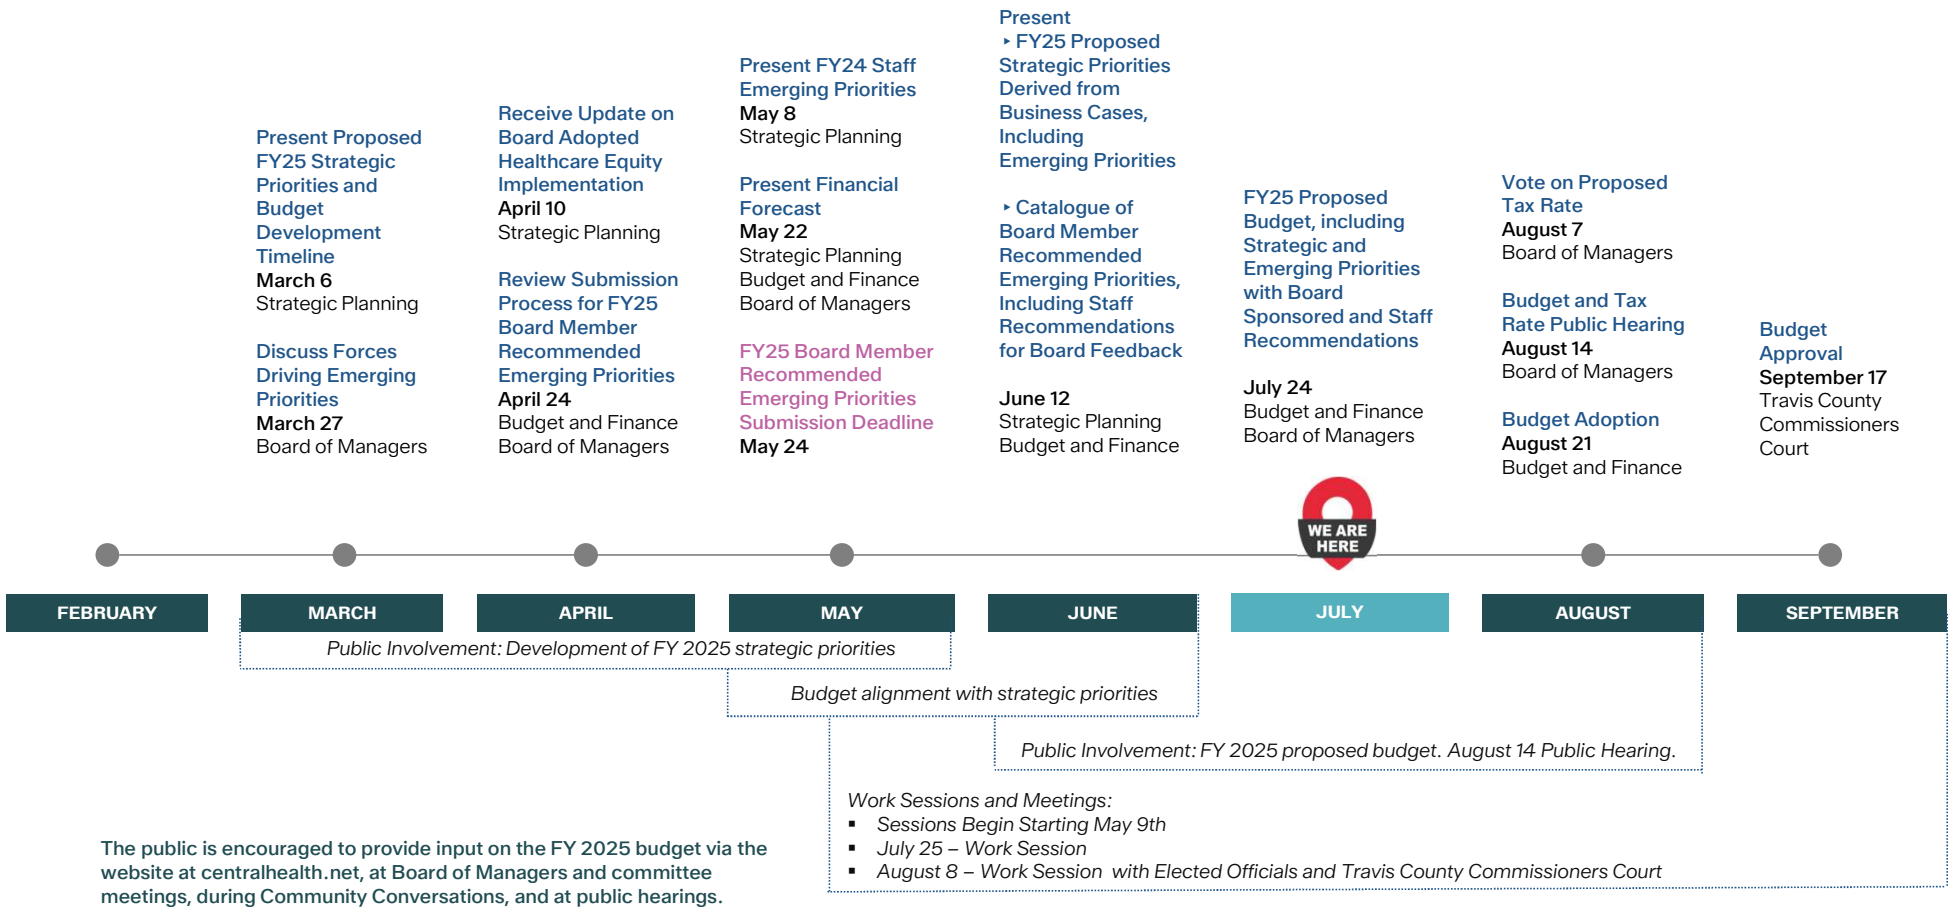 Present Proposed
FY25 Strategic
Priorities and
Budget
Development
Timeline
March 6
Strategic Planning
Discuss Forces
Driving Emerging
Priorities
March 27
Board of Managers
Receive Update on
Board Adopted
Healthcare Equity
Implementation
April 10
Strategic Planning
Review Submission
Process for FY25
Board Member
Recommended
Emerging Priorities
April 24
Budget and Finance
Board of Managers
Present FY24 Staff
Emerging Priorities
May 8
Strategic Planning
Present Financial
Forecast
May 22
Strategic Planning
Budget and Finance
Board of Managers
FY25 Board Member
Recommended
Emerging Priorities
Submission Deadline
May 24
Present
‣ FY25 Proposed
Strategic Priorities
Derived from
Business Cases,
Including
Emerging Priorities
‣ Catalogue of
Board Member
Recommended
Emerging Priorities,
Including Staff
Recommendations
for Board Feedback
June 12
Strategic Planning
Budget and Finance
FY25 Proposed
Budget, including
Strategic and
Emerging Priorities
with Board
Sponsored and Staff
Recommendations
July 24
Budget and Finance
Board of Managers
Vote on Proposed
Tax Rate
August 7
Board of Managers
Budget and Tax
Rate Public Hearing
August 14
Board of Managers
Budget Adoption
August 21
Budget and Finance
Budget
Approval
September 17
Travis County
Commissioners
Court
WE ARE
HERE
FEBRUARY
MARCH
APRIL
MAY
JUNE
JULY
AUGUST
SEPTEMBER
Public Involvement: Development of FY 2025 strategic priorities
Budget alignment with strategic priorities
Public Involvement: FY 2025 proposed budget. August 14 Public Hearing.
Work Sessions and Meetings:
▪ Sessions Begin Starting May 9th
▪ July 25 – Work Session
▪ August 8 – Work Session with Elected Officials and Travis County Commissioners Court
The public is encouraged to provide input on the FY 2025 budget via the
website at centralhealth.net, at Board of Managers and committee
meetings, during Community Conversations, and at public hearings.